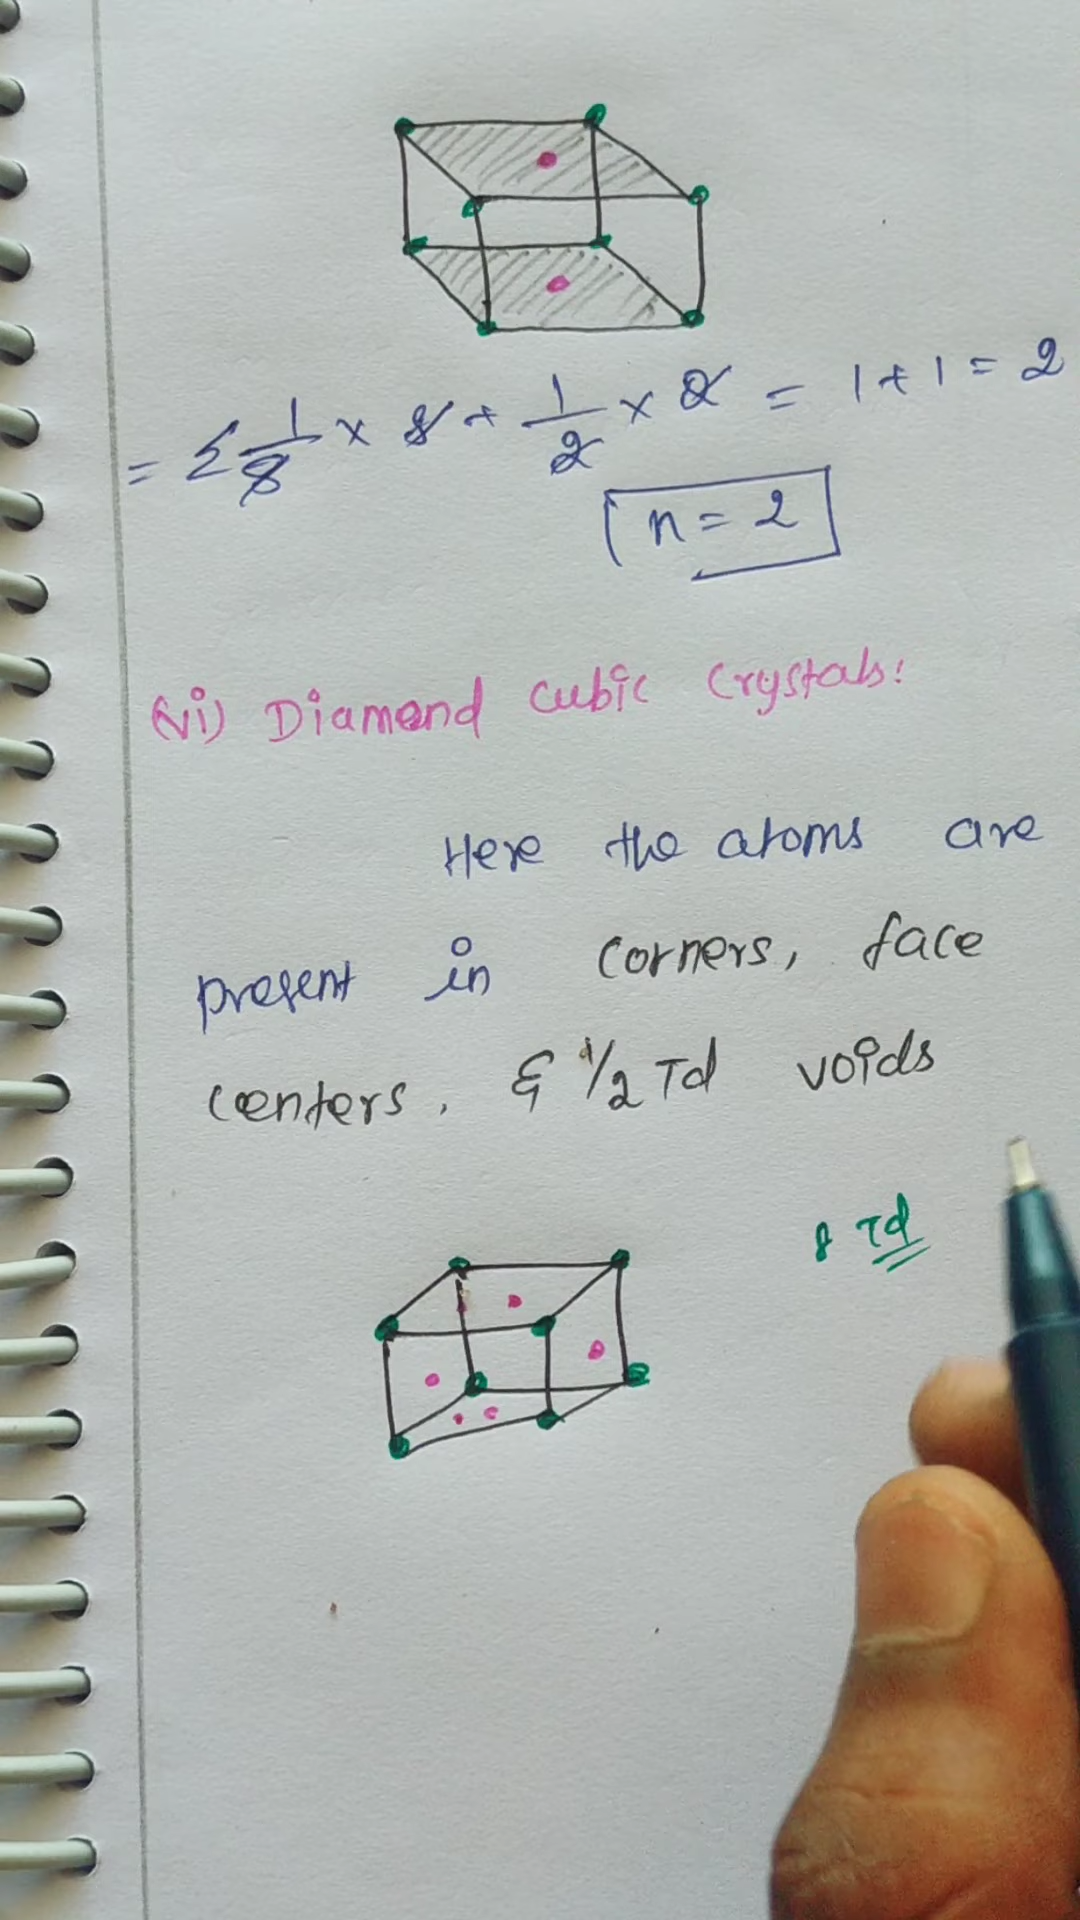 = Σ 1/8 × 8 + 1/2 × 2 = 1 + 1 = 2
n = 2
(vi) Diamond cubic crystals:
Here the atoms are
present in corners, face
centers, & 1/2 Td voids
8 Td